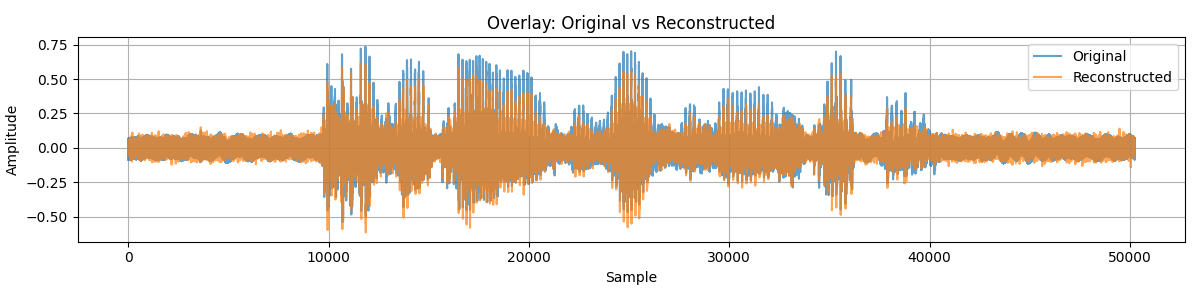 Overlay: Original vs Reconstructed
Amplitude
0.75
0.50
0.25
0.00
−0.25
−0.50
Original
Reconstructed
0 10000 20000 30000 40000 50000
Sample